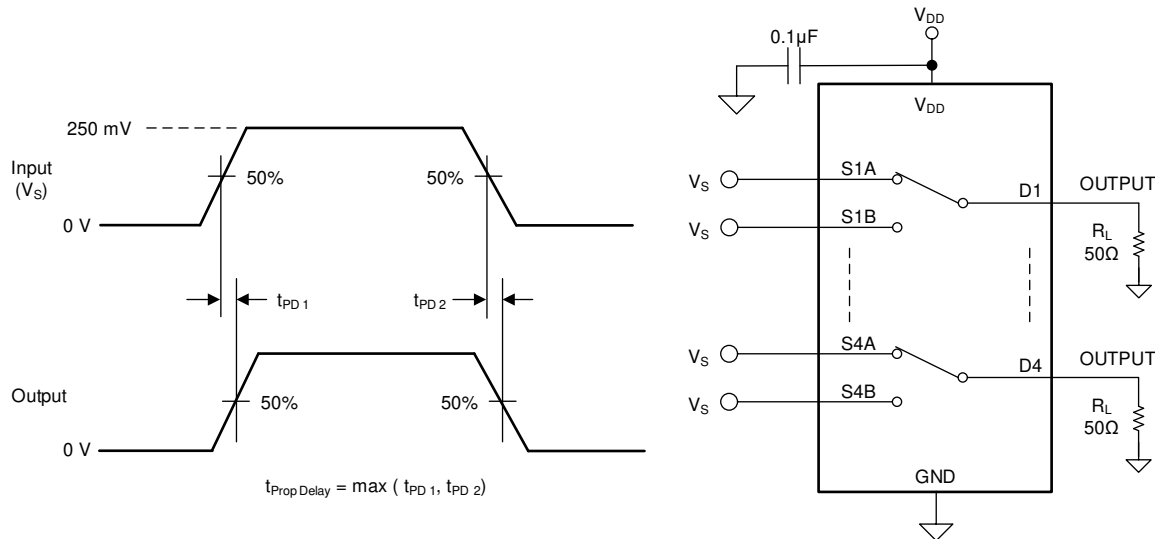 250 mV
Input
(VS)
50%
50%
0 V
tPD 1
tPD 2
Output
50%
50%
0 V
tProp Delay = max ( tPD 1, tPD 2)
VDD
0.1µF
VDD
VS
S1A
D1
OUTPUT
VS
S1B
RL
50Ω
VS
S4A
D4
OUTPUT
VS
S4B
RL
50Ω
GND